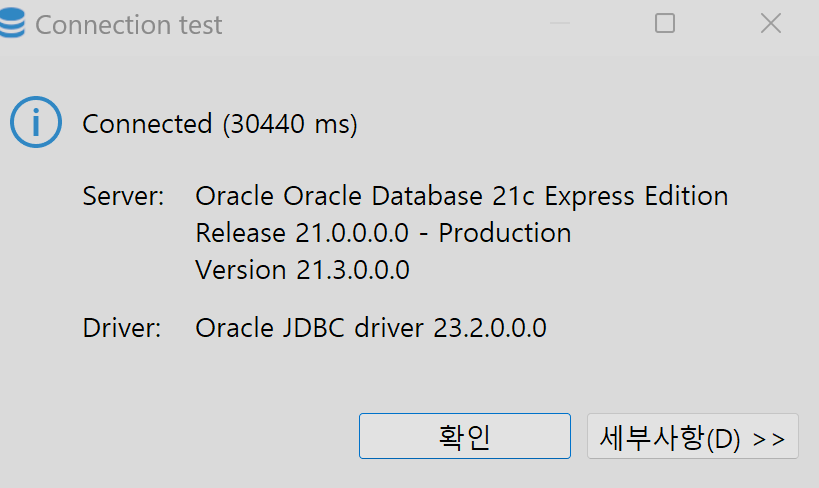 Connection test
Connected (30440 ms)
Server: Oracle Oracle Database 21c Express Edition
Release 21.0.0.0.0 - Production
Version 21.3.0.0.0
Driver: Oracle JDBC driver 23.2.0.0.0
확인 세부사항(D) >>